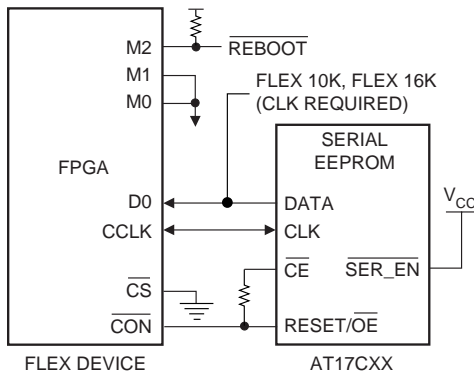 M2
REBOOT
M1
FLEX 10K, FLEX 16K
(CLK REQUIRED)
M0
SERIAL
EEPROM
FPGA
VCC
D0
DATA
CCLK
CLK
CE
SER_EN
CS
CON
RESET/OE
FLEX DEVICE
AT17CXX